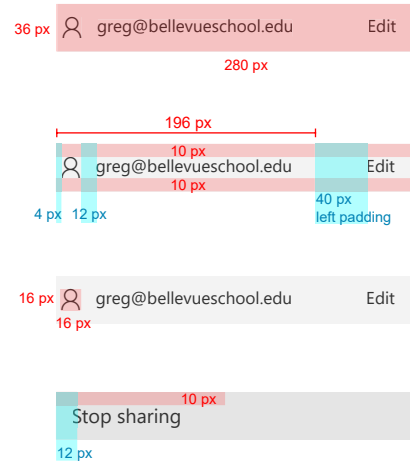 36 px greg@bellevueschool.edu Edit
280 px
196 px
10 px
greg@bellevueschool.edu Edit
10 px
4 px 12 px 40 px
left padding
16 px greg@bellevueschool.edu Edit
16 px
10 px
Stop sharing
12 px